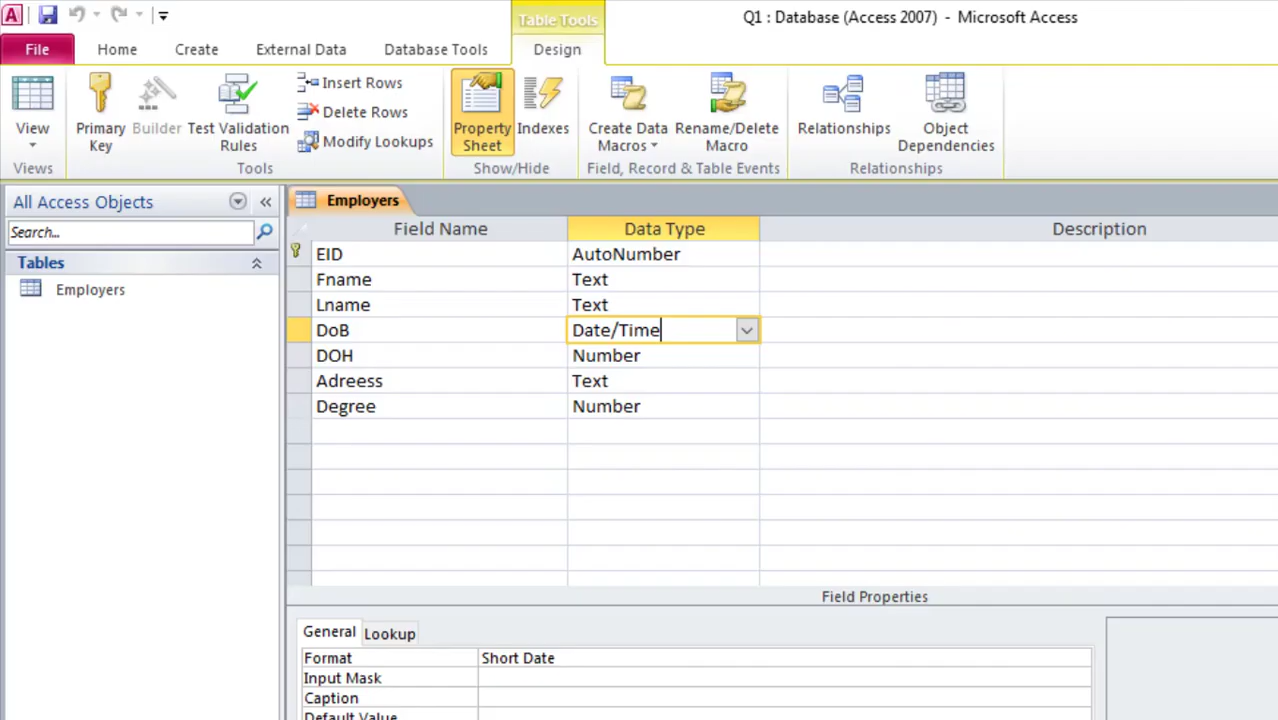 Table Tools
Q1 : Database (Access 2007) - Microsoft Access
File
Home
Create
External Data
Database Tools
Design
View
Views
Primary
Key
Builder
Test Validation
Rules
Insert Rows
Delete Rows
Modify Lookups
Tools
Property
Sheet
Indexes
Show/Hide
Create Data
Macros
Rename/Delete
Macro
Field, Record & Table Events
Relationships
Object
Dependencies
Relationships
All Access Objects
Search...
Tables
Employers
Employers
Field Name Data Type Description
EID AutoNumber
Fname Text
Lname Text
DoB Date/Time
DOH Number
Adreess Text
Degree Number
Field Properties
General Lookup
Format Short Date
Input Mask
Caption
Default Value